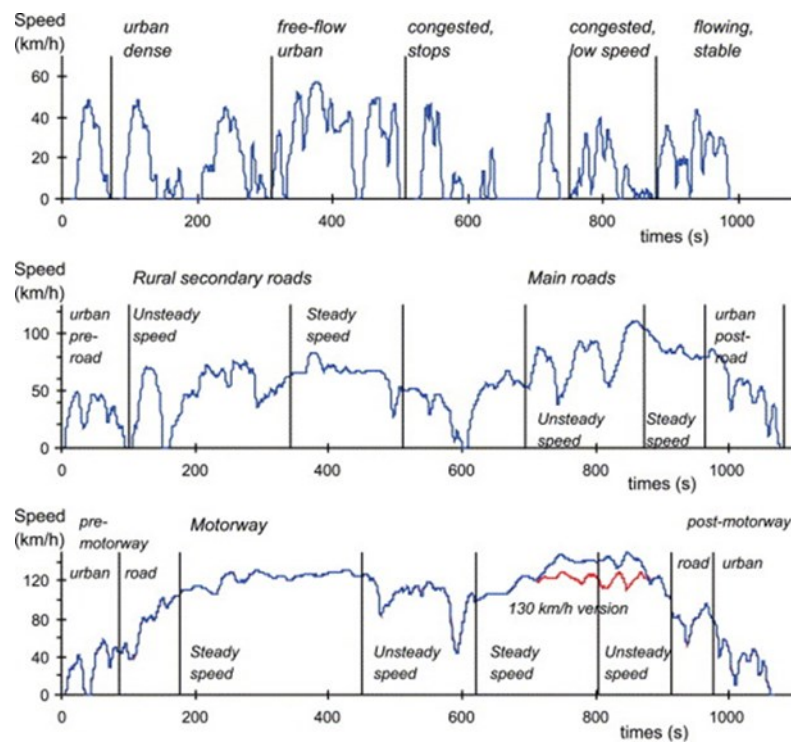 Speed
(km/h)
urban
dense
free-flow
urban
congested,
stops
congested,
low speed
flowing,
stable
60
40
20
0
0 200 400 600 800 1000
times (s)
Speed
(km/h)
Rural secondary roads
Main roads
urban
pre-
road
Unsteady
speed
Steady
speed
urban
post-
road
100
50
0
Unsteady
speed
Steady
speed
0 200 400 600 800 1000
times (s)
Speed
(km/h)
pre-
motorway
Motorway
post-motorway
urban
road
road
urban
120
80
40
0
130 km/h version
Steady
speed
Unsteady
speed
Steady
speed
Unsteady
speed
0 200 400 600 800 1000
times (s)